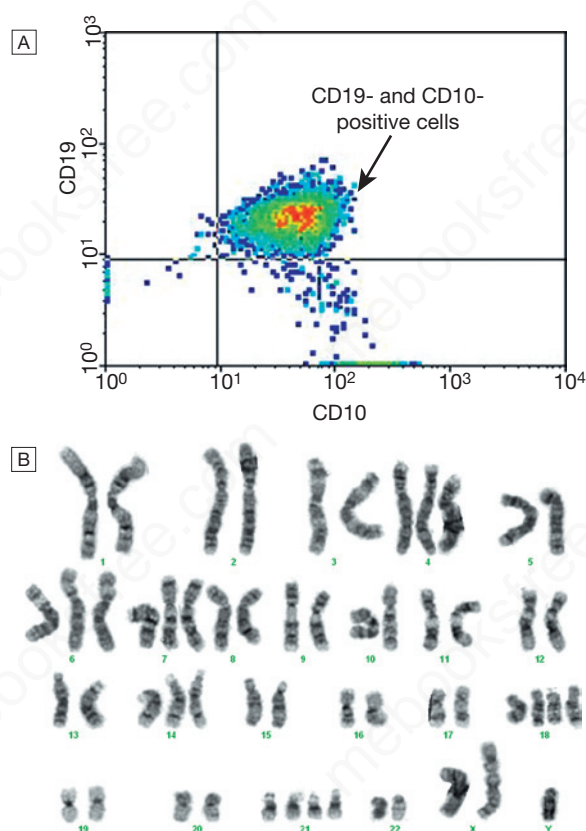 A
10³
CD19- and CD10-
positive cells
10²
CD19
10¹
10⁰
10⁰ 10¹ 10² 10³ 10⁴
CD10
B
1 2 3 4 5
6 7 8 9 10 11 12
13 14 15 16 17 18
19 20 21 22 X Y